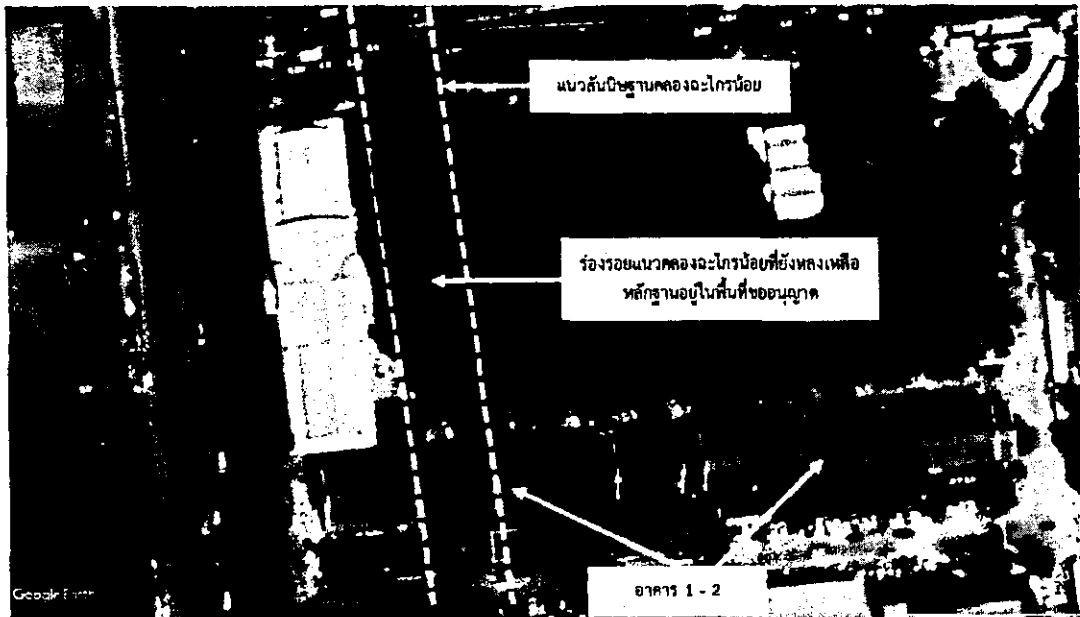 แนวสันนิษฐานคลองฉะไกรน้อย
ร่องรอยแนวคลองฉะไกรน้อยที่ยังหลงเหลือ
หลักฐานอยู่ในพื้นที่ขออนุญาต
อาคาร 1 - 2
Google Earth